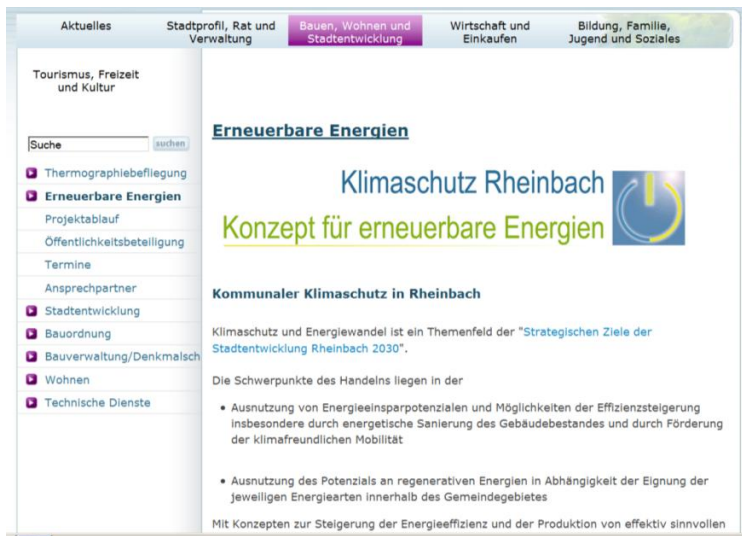 Aktuelles
Stadtprofil, Rat und
Verwaltung
Bauen, Wohnen und
Stadtentwicklung
Wirtschaft und
Einkaufen
Bildung, Familie,
Jugend und Soziales
Tourismus, Freizeit
und Kultur
Suche
suchen
Thermographiebefliegung
Erneuerbare Energien
Projektablauf
Öffentlichkeitsbeteiligung
Termine
Ansprechpartner
Stadtentwicklung
Bauordnung
Bauverwaltung/Denkmalsch
Wohnen
Technische Dienste
Erneuerbare Energien
Klimaschutz Rheinbach
Konzept für erneuerbare Energien
Kommunaler Klimaschutz in Rheinbach
Klimaschutz und Energiewandel ist ein Themenfeld der "Strategischen Ziele der
Stadtentwicklung Rheinbach 2030".
Die Schwerpunkte des Handelns liegen in der
• Ausnutzung von Energieeinsparpotenzialen und Möglichkeiten der Effizienzsteigerung
insbesondere durch energetische Sanierung des Gebäudebestandes und durch Förderung
der klimafreundlichen Mobilität
• Ausnutzung des Potenzials an regenerativen Energien in Abhängigkeit der Eignung der
jeweiligen Energiearten innerhalb des Gemeindegebietes
Mit Konzepten zur Steigerung der Energieeffizienz und der Produktion von effektiv sinnvollen